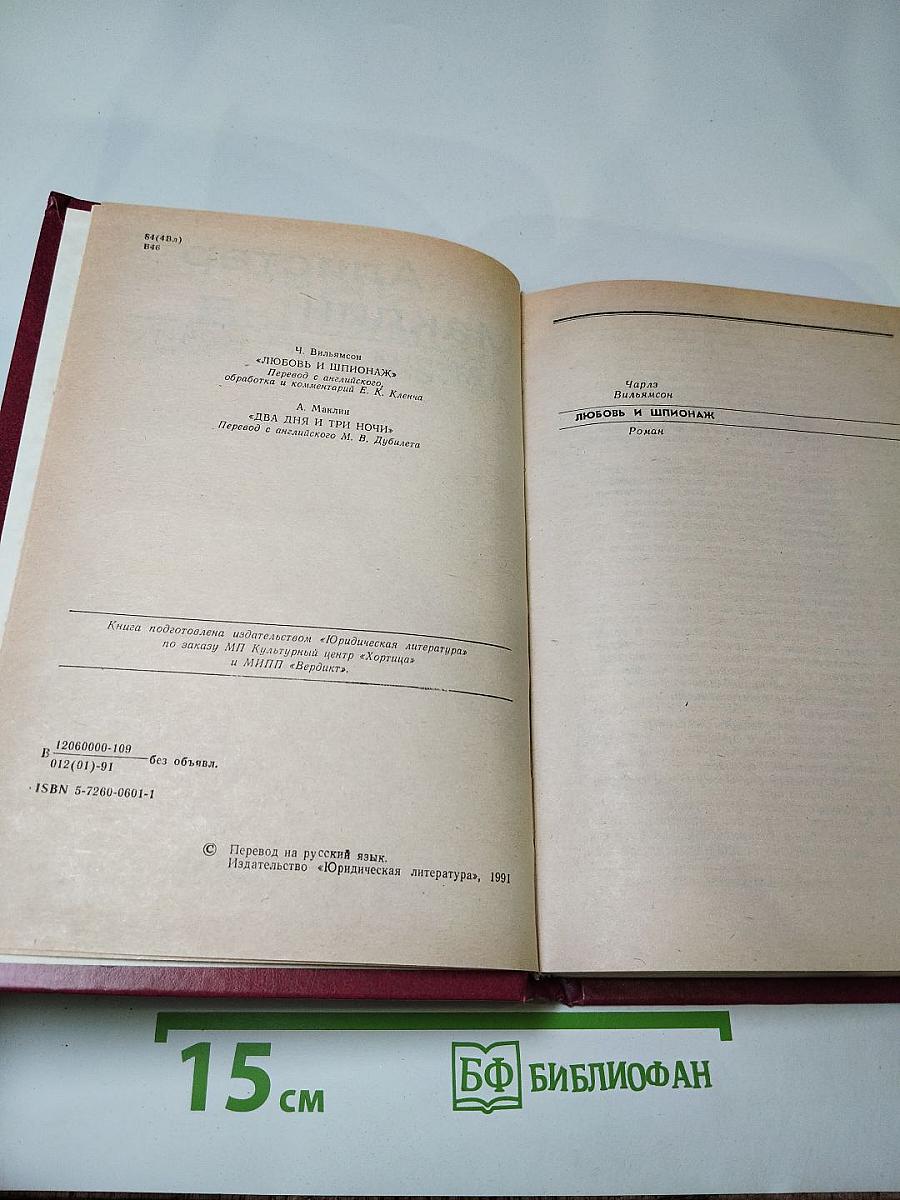 84(4Вл)
В46
Ч. Вильямсон
«ЛЮБОВЬ И ШПИОНАЖ»
Перевод с английского,
обработка и комментарий Е. К. Кленча
А. Маклин
«ДВА ДНЯ И ТРИ НОЧИ»
Перевод с английского М. В. Дубилета
Книга подготовлена издательством «Юридическая литература»
по заказу МП Культурный центр «Хортица»
и МИПП «Вердикт».
В 12060000-109
012(01)-91 без объявл.
ISBN 5-7260-0601-1
© Перевод на русский язык.
Издательство «Юридическая литература», 1991
Чарлз
Вильямсон
ЛЮБОВЬ И ШПИОНАЖ
Роман
15 см
БФ БИБЛИОФАН